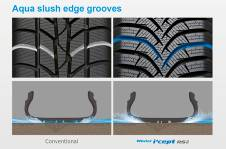 Aqua slush edge grooves
Conventional
Winter i*cept RS2